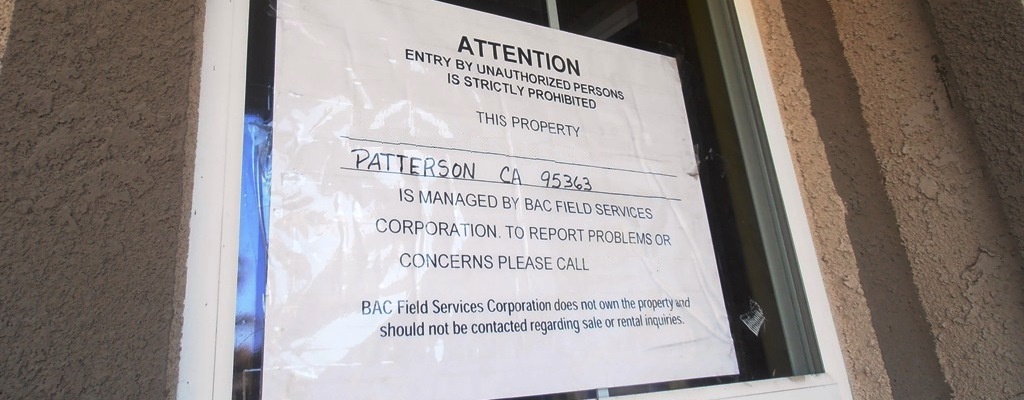 ATTENTION
ENTRY BY UNAUTHORIZED PERSONS
IS STRICTLY PROHIBITED
THIS PROPERTY
PATTERSON CA 95363
IS MANAGED BY BAC FIELD SERVICES
CORPORATION. TO REPORT PROBLEMS OR
CONCERNS PLEASE CALL
BAC Field Services Corporation does not own the property and
should not be contacted regarding sale or rental inquiries.